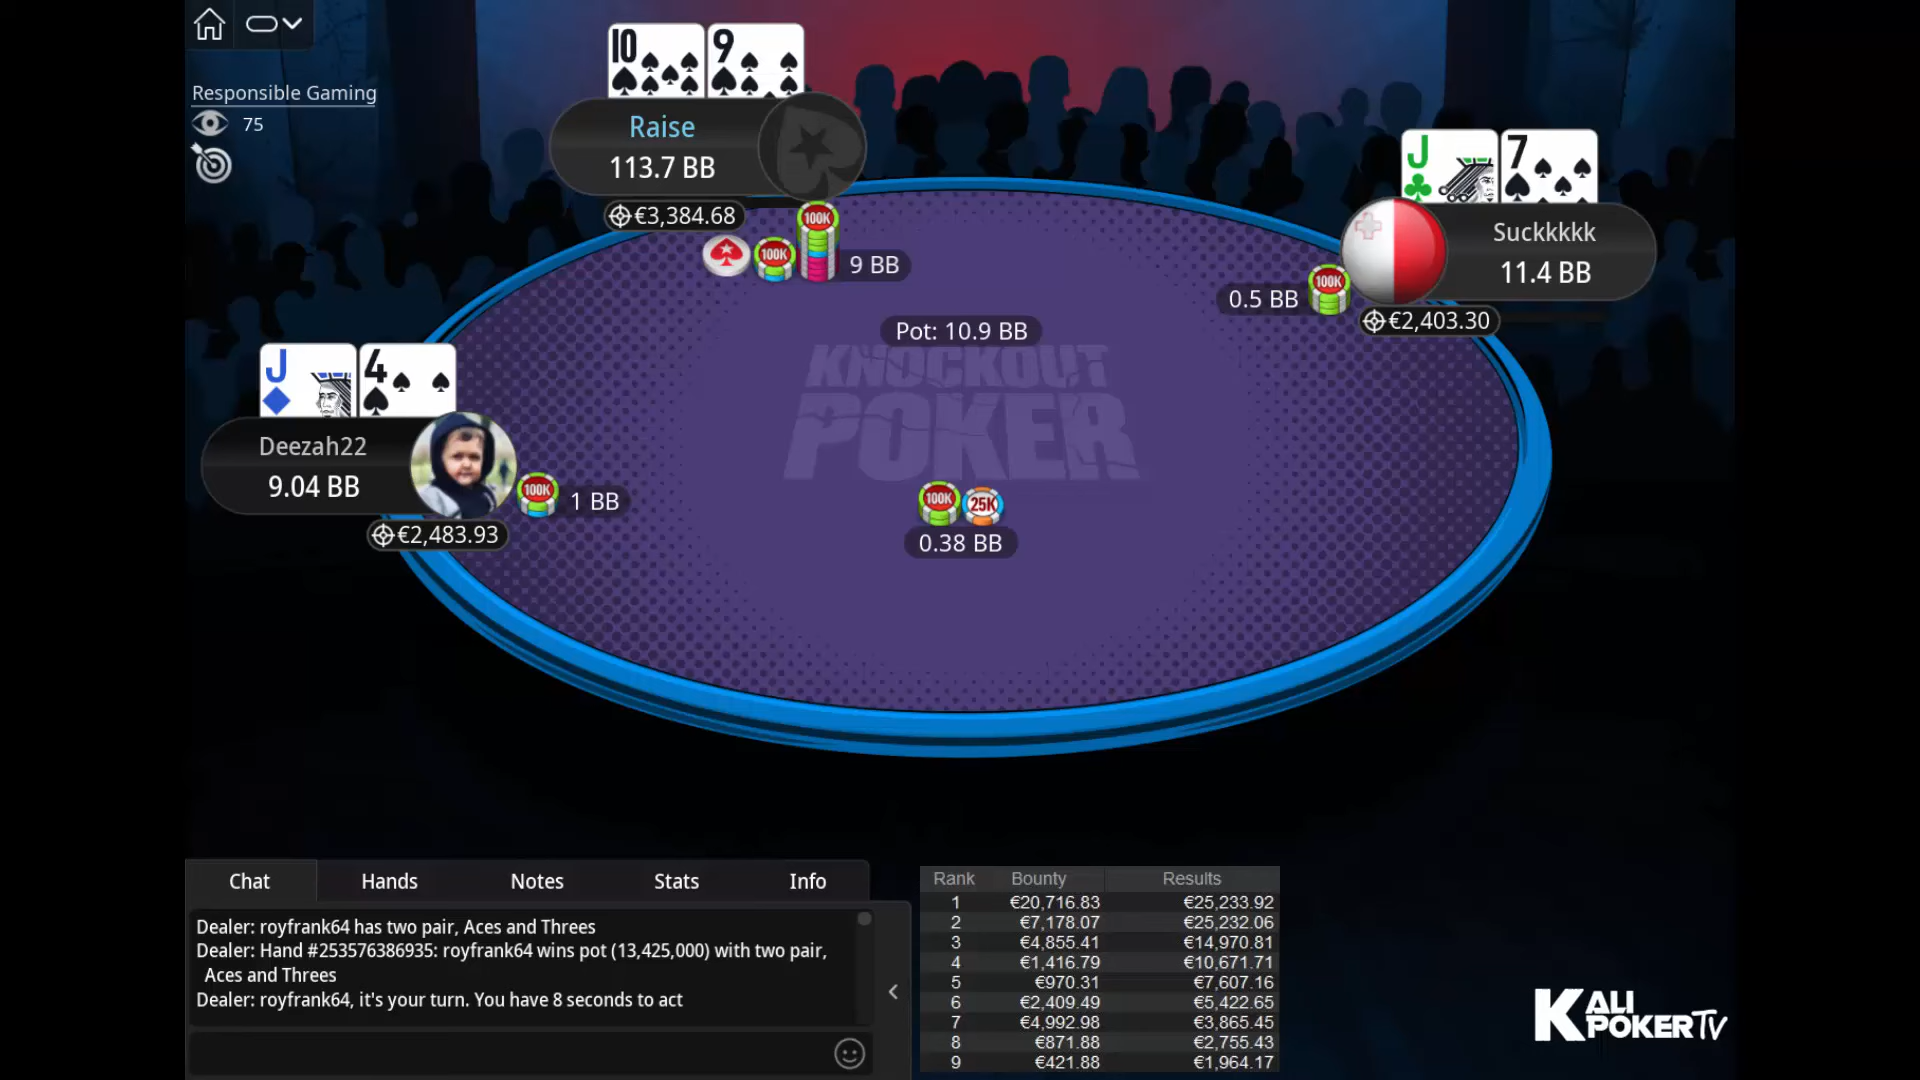 10 9
Responsible Gaming
75
Raise
113.7 BB
€3,384.68
100K
100K
9 BB
J 7
Suckkkkk
11.4 BB
0.5 BB
100K
€2,403.30
Pot: 10.9 BB
KNOCKOUT
POKER
J 4
Deezah22
9.04 BB
100K
1 BB
€2,483.93
100K
25K
0.38 BB
Chat Hands Notes Stats Info
Dealer: royfrank64 has two pair, Aces and Threes
Dealer: Hand #253576386935: royfrank64 wins pot (13,425,000) with two pair,
Aces and Threes
Dealer: royfrank64, it's your turn. You have 8 seconds to act
Rank Bounty Results
1 €20,716.83 €25,233.92
2 €7,178.07 €25,232.06
3 €4,855.41 €14,970.81
4 €1,416.79 €10,671.71
5 €970.31 €7,607.16
6 €2,409.49 €5,422.65
7 €4,992.98 €3,865.45
8 €871.88 €2,755.43
9 €421.88 €1,964.17
KALI
POKERTV